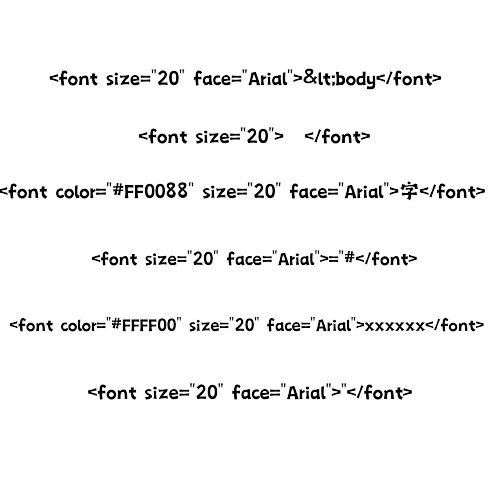 <font size="20" face="Arial">&lt;body</font>
<font size="20">  </font>
<font color="#FF0088" size="20" face="Arial">字</font>
<font size="20" face="Arial">="#</font>
<font color="#FFFF00" size="20" face="Arial">xxxxxx</font>
<font size="20" face="Arial">"</font>